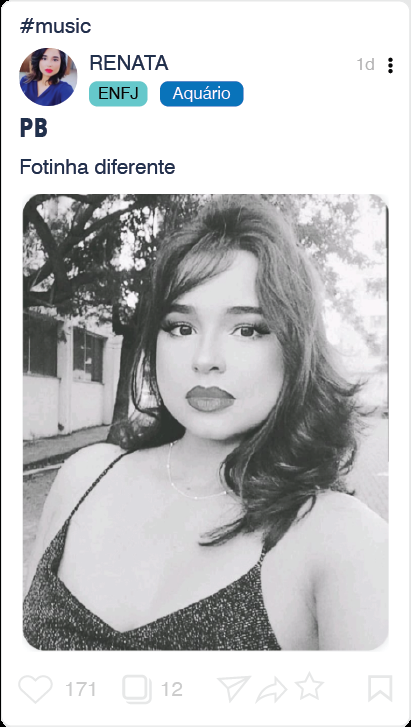 #music
RENATA
1d
ENFJ
Aquário
PB
Fotinha diferente
171
12